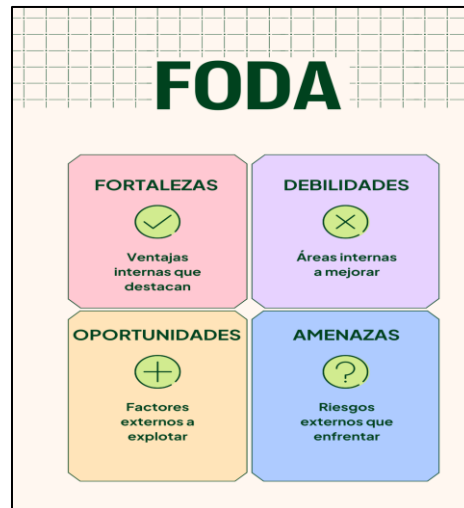 FODA
FORTALEZAS
Ventajas
internas que
destacan
DEBILIDADES
Áreas internas
a mejorar
OPORTUNIDADES
Factores
externos a
explotar
AMENAZAS
Riesgos
externos que
enfrentar